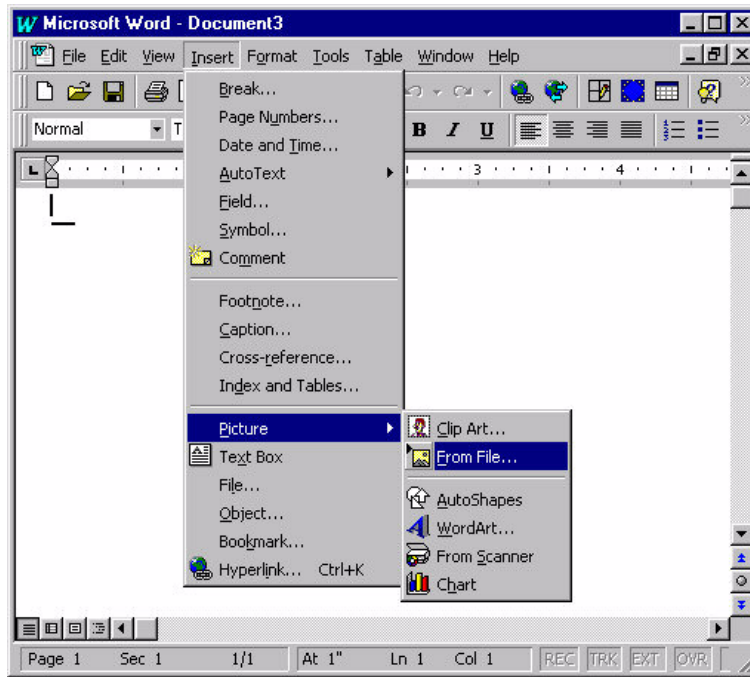 Microsoft Word - Document3
File Edit View Insert Format Tools Table Window Help
Normal T B I U
Break...
Page Numbers...
Date and Time...
AutoText
Field...
Symbol...
Comment
Footnote...
Caption...
Cross-reference...
Index and Tables...
Picture
Text Box
File...
Object...
Bookmark...
Hyperlink... Ctrl+K
Clip Art...
From File...
AutoShapes
WordArt...
From Scanner
Chart
3 4
Page 1 Sec 1 1/1 At 1" Ln 1 Col 1 REC TRK EXT OVR